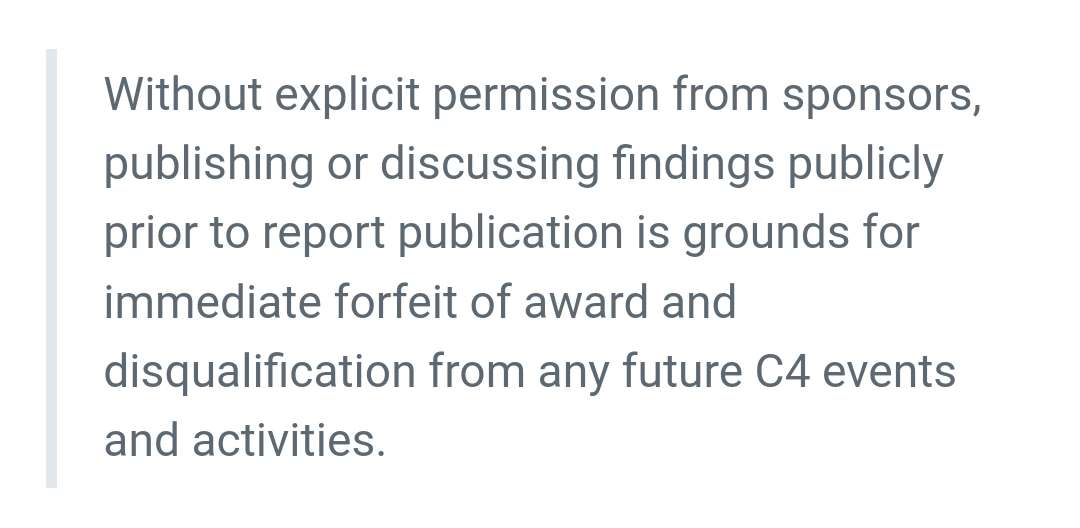 Without explicit permission from sponsors,
publishing or discussing findings publicly
prior to report publication is grounds for
immediate forfeit of award and
disqualification from any future C4 events
and activities.